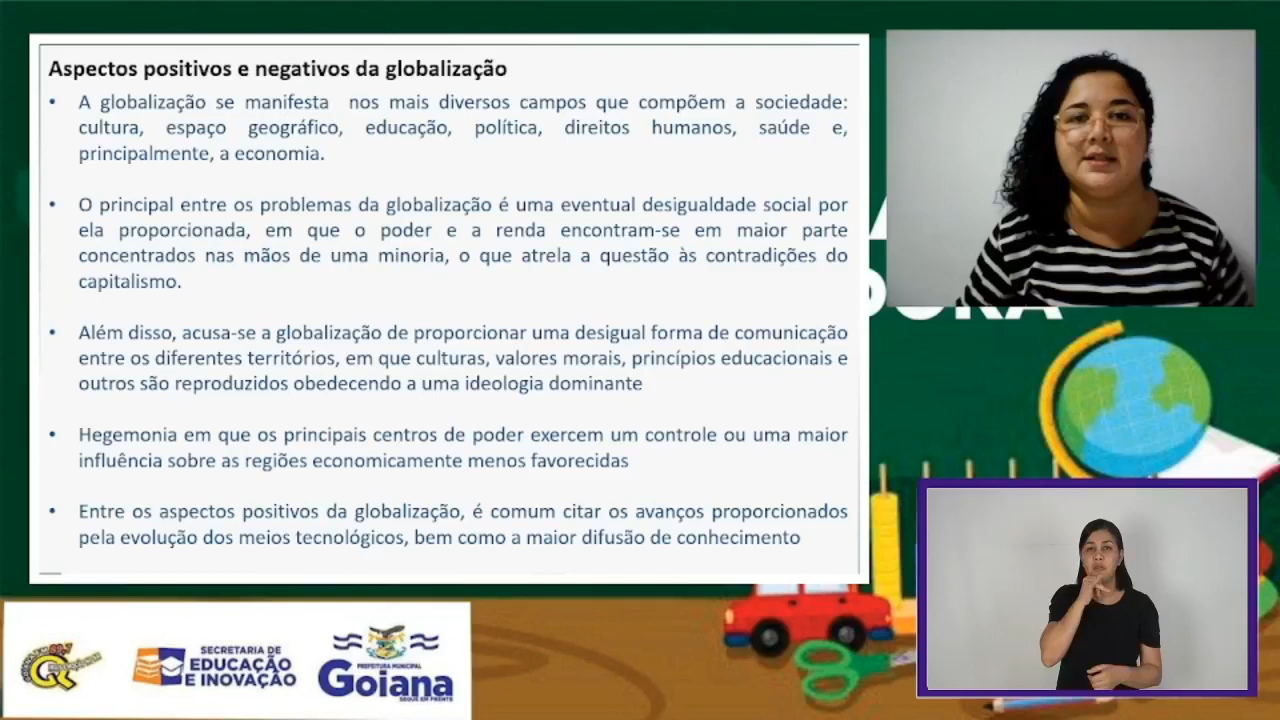 Aspectos positivos e negativos da globalização
• A globalização se manifesta nos mais diversos campos que compõem a sociedade:
cultura, espaço geográfico, educação, política, direitos humanos, saúde e,
principalmente, a economia.
• O principal entre os problemas da globalização é uma eventual desigualdade social por
ela proporcionada, em que o poder e a renda encontram-se em maior parte
concentrados nas mãos de uma minoria, o que atrela a questão às contradições do
capitalismo.
• Além disso, acusa-se a globalização de proporcionar uma desigual forma de comunicação
entre os diferentes territórios, em que culturas, valores morais, princípios educacionais e
outros são reproduzidos obedecendo a uma ideologia dominante
• Hegemonia em que os principais centros de poder exercem um controle ou uma maior
influência sobre as regiões economicamente menos favorecidas
• Entre os aspectos positivos da globalização, é comum citar os avanços proporcionados
pela evolução dos meios tecnológicos, bem como a maior difusão de conhecimento
SECRETARIA DE
EDUCAÇÃO
E INOVAÇÃO
PREFEITURA MUNICIPAL
Goiana
SEGUE EM FRENTE